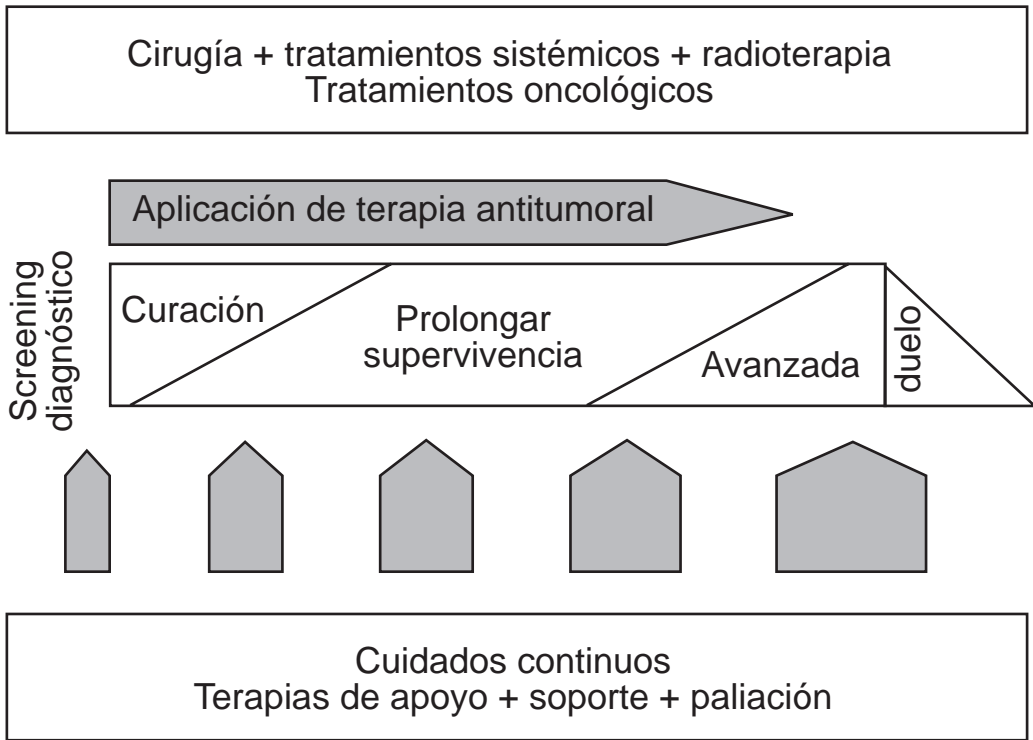 Cirugía + tratamientos sistémicos + radioterapia
Tratamientos oncológicos
Aplicación de terapia antitumoral
Screening
diagnóstico
Curación
Prolongar
supervivencia
Avanzada
duelo
Cuidados continuos
Terapias de apoyo + soporte + paliación